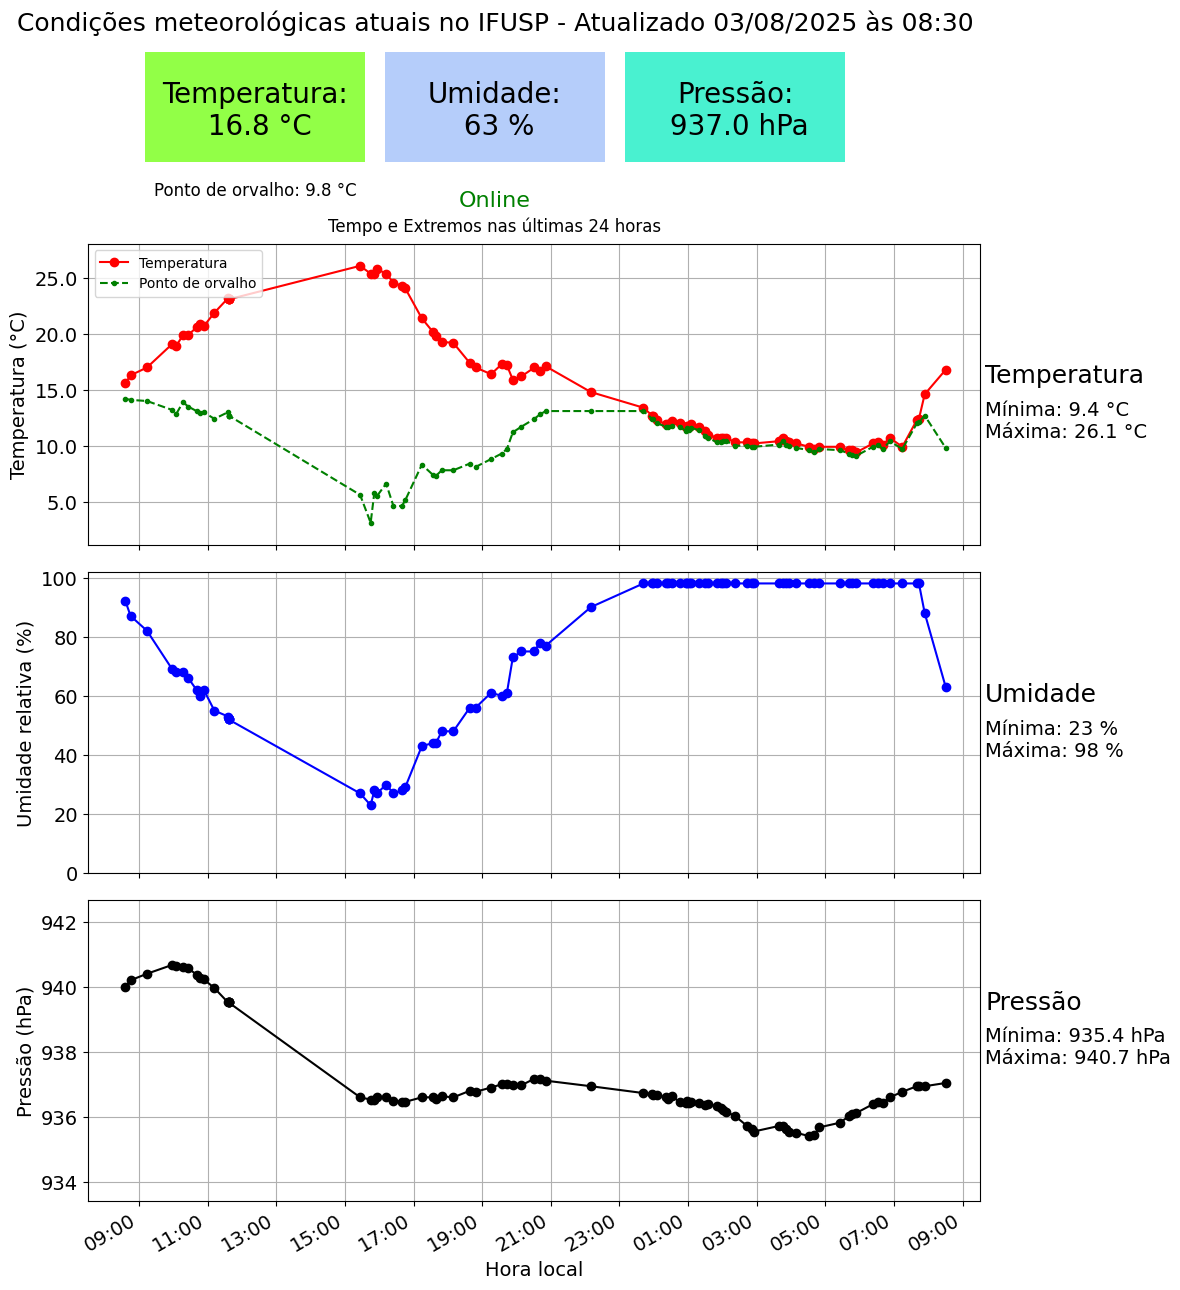 Condições meteorológicas atuais no IFUSP - Atualizado 03/08/2025 às 08:30
Temperatura:
16.8 °C
Umidade:
63 %
Pressão:
937.0 hPa
Ponto de orvalho: 9.8 °C
Online
Tempo e Extremos nas últimas 24 horas
Temperatura
Ponto de orvalho
Temperatura (°C)
25.0
20.0
15.0
10.0
5.0
Temperatura
Mínima: 9.4 °C
Máxima: 26.1 °C
Umidade relativa (%)
100
80
60
40
20
0
Umidade
Mínima: 23 %
Máxima: 98 %
Pressão (hPa)
942
940
938
936
934
Pressão
Mínima: 935.4 hPa
Máxima: 940.7 hPa
09:00
11:00
13:00
15:00
17:00
19:00
21:00
23:00
01:00
03:00
05:00
07:00
09:00
Hora local